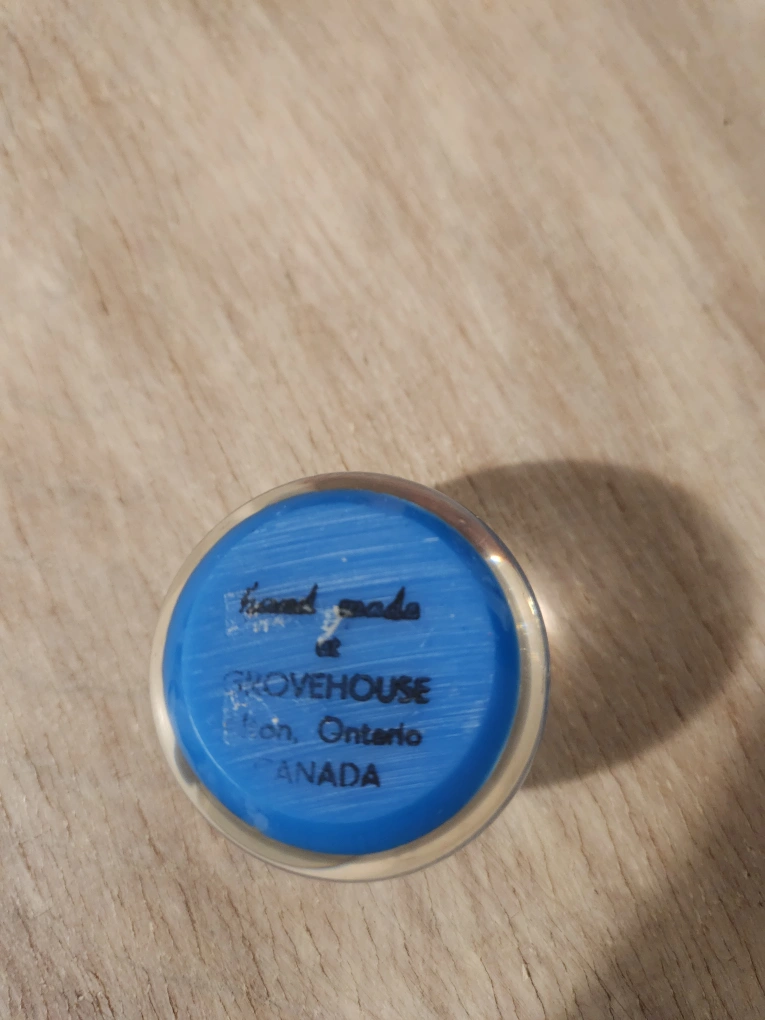 hand made
at
GROVEHOUSE
Ontario
CANADA